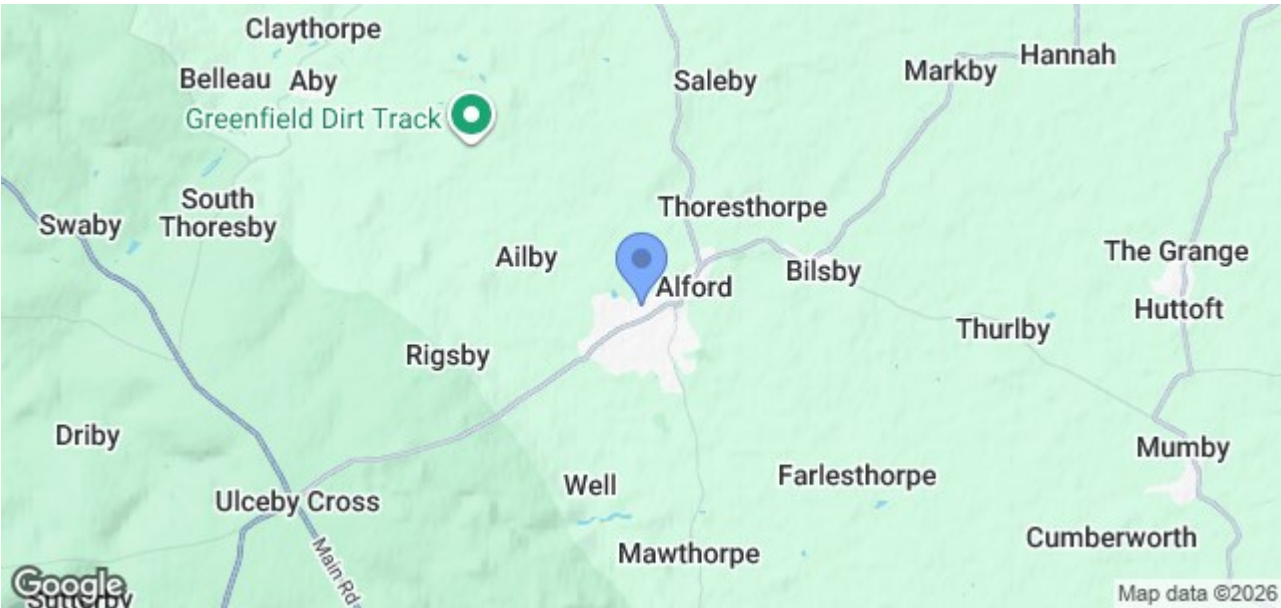 Claythorpe
Hannah
Belleau
Aby
Saleby
Markby
Greenfield Dirt Track
South
Thoresby
Swaby
Thoresthorpe
Ailby
Alford
Bilsby
The Grange
Huttoft
Rigsby
Thurlby
Driby
Mumby
Ulceby Cross
Well
Farlesthorpe
Cumberworth
Mawthorpe
Main Rd
Google
Sutterby
Map data ©2026